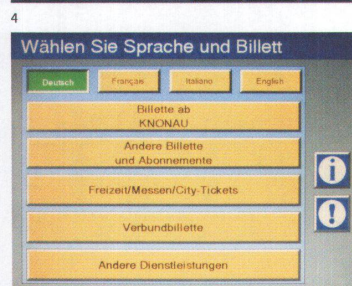 4
Wählen Sie Sprache und Billett
Deutsch Français Italiano English
Billette ab
KNONAU
Andere Billette
und Abonnemente
Freizeit/Messen/City-Tickets
Verbundbillette
Andere Dienstleistungen